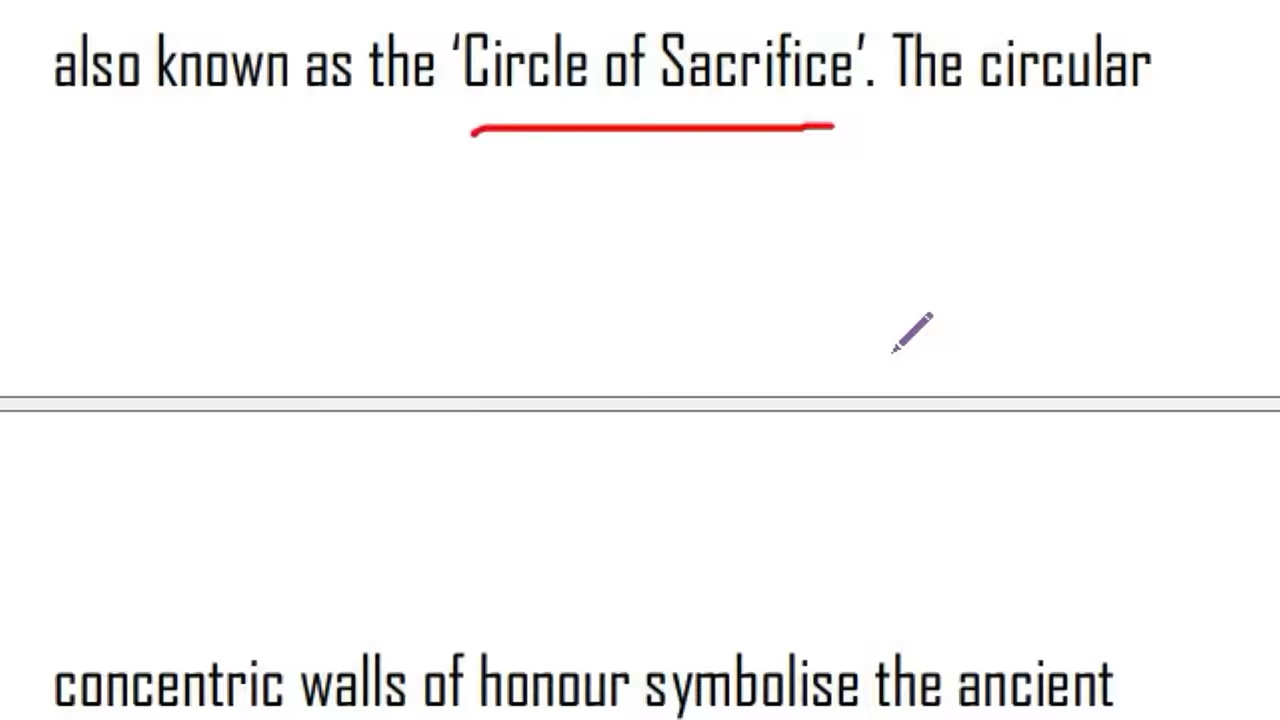 also known as the ‘Circle of Sacrifice’. The circular
concentric walls of honour symbolise the ancient